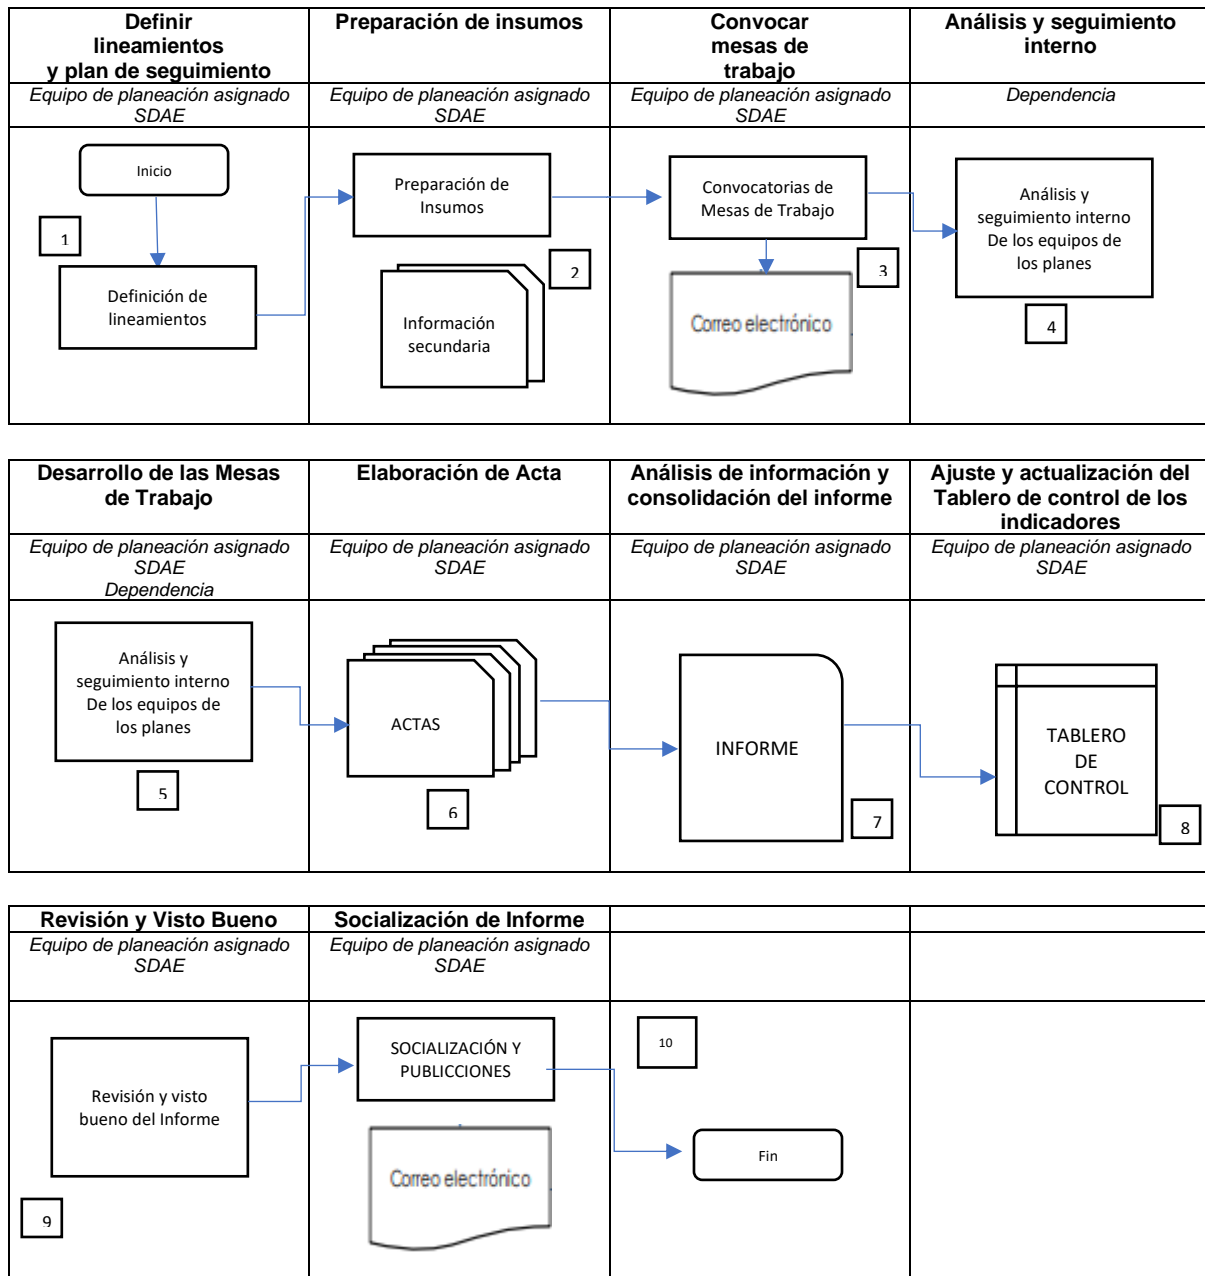 Definir
lineamientos
y plan de seguimiento
Preparación de insumos
Convocar
mesas de
trabajo
Análisis y seguimiento
interno
Equipo de planeación asignado
SDAE
Equipo de planeación asignado
SDAE
Equipo de planeación asignado
SDAE
Dependencia
Inicio
1
Definición de
lineamientos
Preparación de
Insumos
2
Información
secundaria
Convocatorias de
Mesas de Trabajo
3
Correo electrónico
Análisis y
seguimiento interno
De los equipos de
los planes
4
Desarrollo de las Mesas
de Trabajo
Elaboración de Acta
Análisis de información y
consolidación del informe
Ajuste y actualización del
Tablero de control de los
indicadores
Equipo de planeación asignado
SDAE
Dependencia
Equipo de planeación asignado
SDAE
Equipo de planeación asignado
SDAE
Equipo de planeación asignado
SDAE
Análisis y
seguimiento interno
De los equipos de
los planes
5
ACTAS
6
INFORME
7
TABLERO
DE
CONTROL
8
Revisión y Visto Bueno
Socialización de Informe
Equipo de planeación asignado
SDAE
Equipo de planeación asignado
SDAE
Revisión y visto
bueno del Informe
9
SOCIALIZACIÓN Y
PUBLICCIONES
Correo electrónico
10
Fin